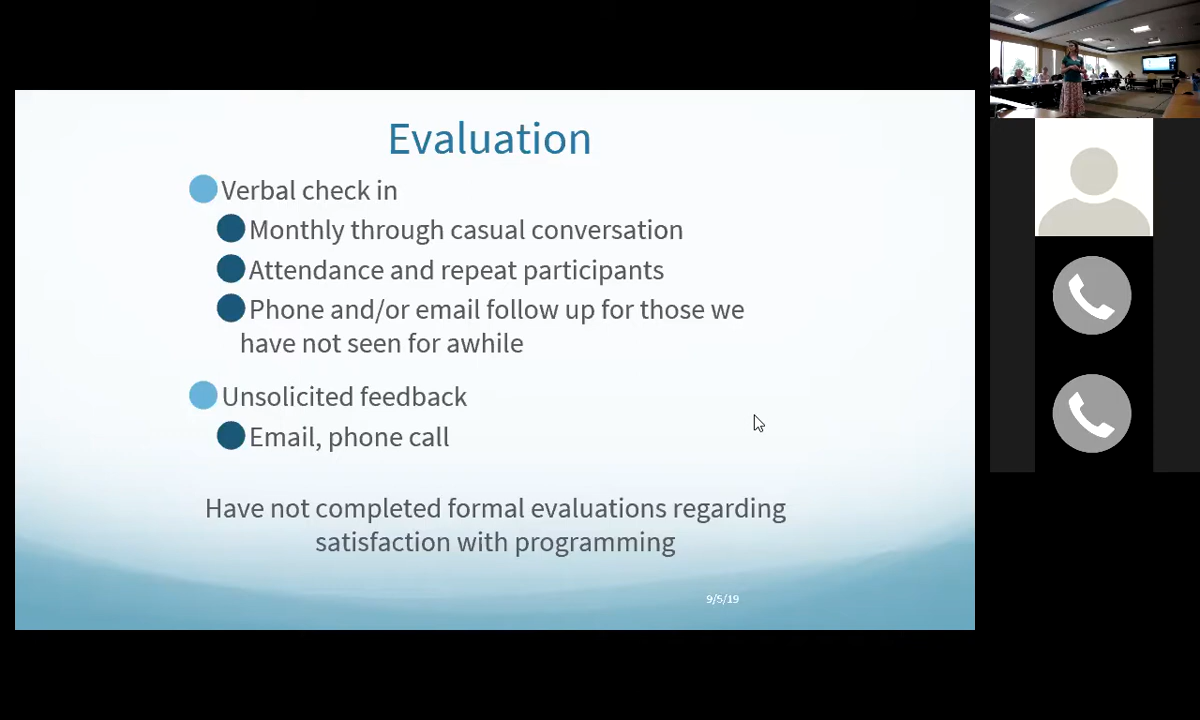 Evaluation
Verbal check in
Monthly through casual conversation
Attendance and repeat participants
Phone and/or email follow up for those we
have not seen for awhile
Unsolicited feedback
Email, phone call
Have not completed formal evaluations regarding
satisfaction with programming
9/5/19